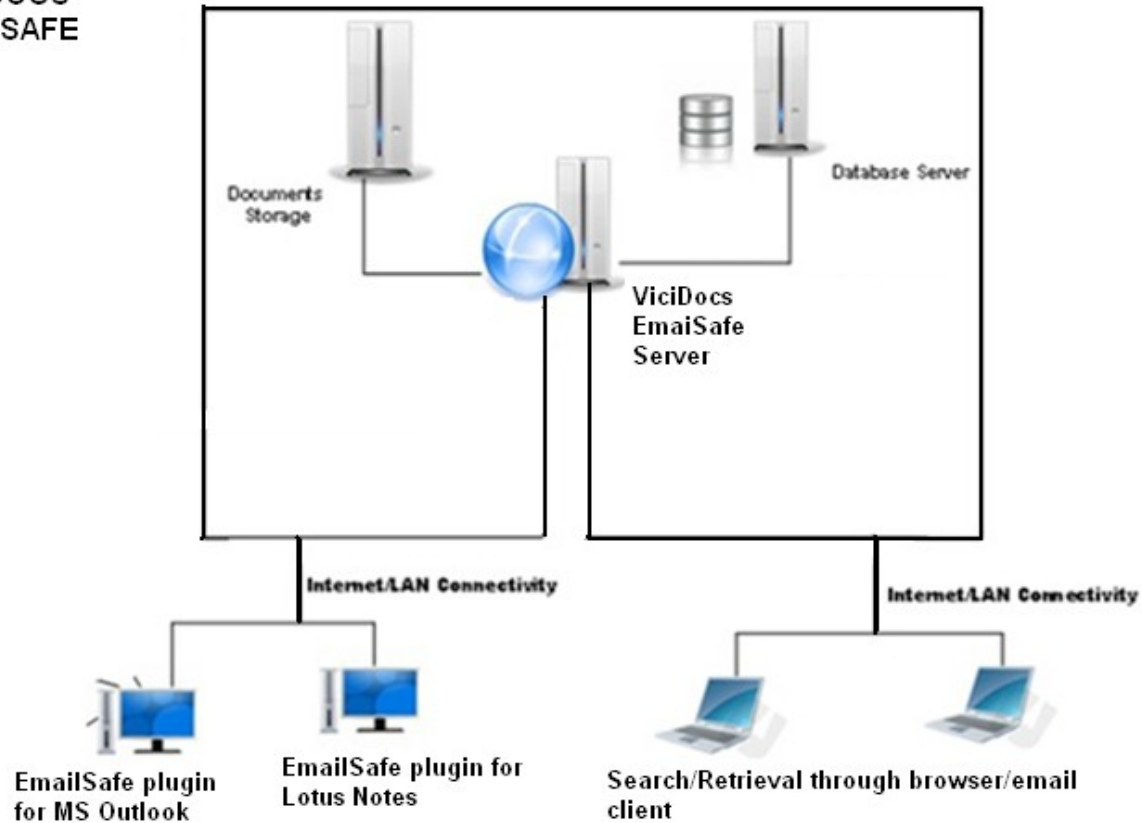 SAFE
Documents
Storage
Database Server
ViciDocs
EmaiSafe
Server
Internet/LAN Connectivity
Internet/LAN Connectivity
EmailSafe plugin
for MS Outlook
EmailSafe plugin for
Lotus Notes
Search/Retrieval through browser/email
client